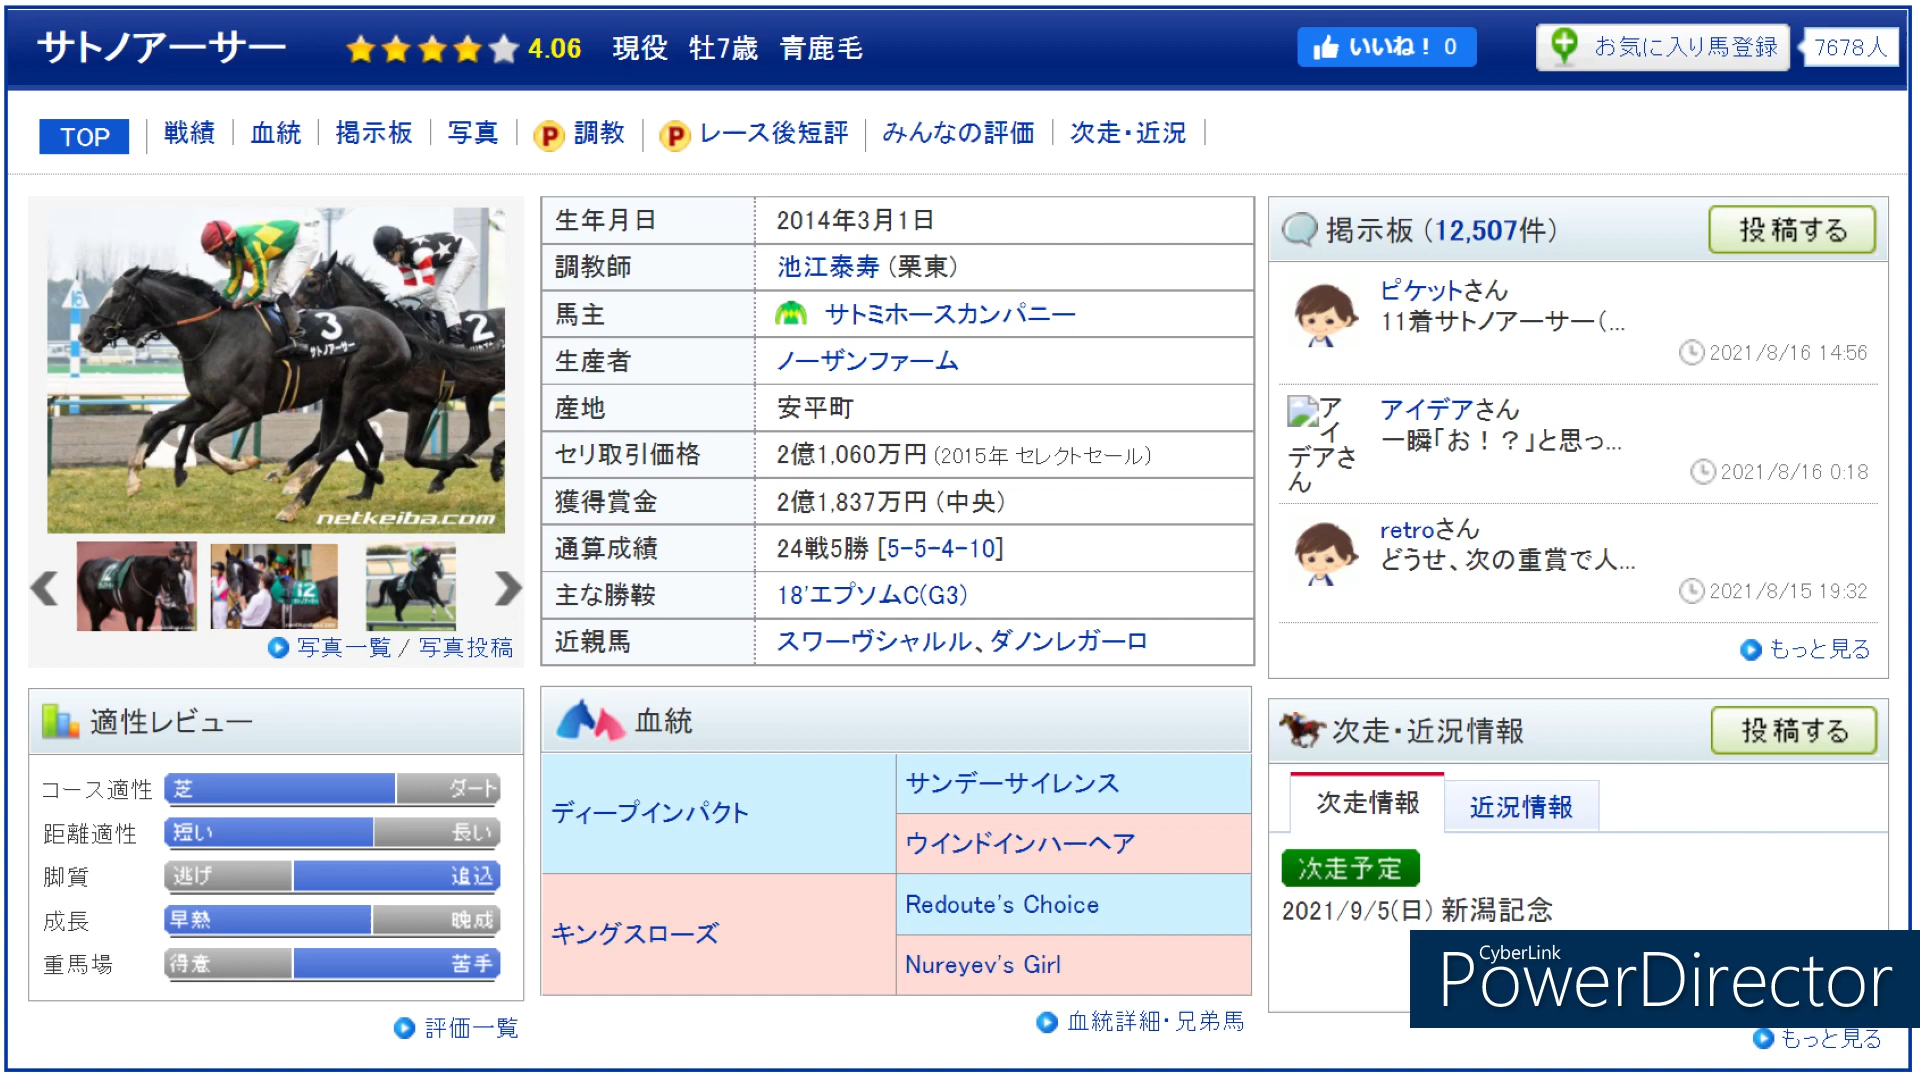 サトノアーサー 4.06 現役 牡7歳 青鹿毛
いいね！ 0
お気に入り馬登録 7678人
TOP 戦績 血統 掲示板 写真 P 調教 P レース後短評 みんなの評価 次走・近況
3
サトノアーサー
2
netkeiba.com
12
写真一覧 / 写真投稿
生年月日 2014年3月1日
調教師 池江泰寿 (栗東)
馬主 サトミホースカンパニー
生産者 ノーザンファーム
産地 安平町
セリ取引価格 2億1,060万円 (2015年 セレクトセール)
獲得賞金 2億1,837万円 (中央)
通算成績 24戦5勝 [5-5-4-10]
主な勝鞍 18'エプソムC(G3)
近親馬 スワーヴシャルル、ダノンレガーロ
掲示板 (12,507件) 投稿する
ピケットさん
11着サトノアーサー(...
2021/8/16 14:56
アイデアさん
アイデアさん
一瞬「お！？」と思っ...
2021/8/16 0:18
retroさん
どうせ、次の重賞で人...
2021/8/15 19:32
もっと見る
適性レビュー
コース適性 芝 ダート
距離適性 短い 長い
脚質 逃げ 追込
成長 早熟 晩成
重馬場 得意 苦手
評価一覧
血統
ディープインパクト
サンデーサイレンス
ウインドインハーヘア
キングスローズ
Redoute's Choice
Nureyev's Girl
血統詳細・兄弟馬
次走・近況情報 投稿する
次走情報 近況情報
次走予定
2021/9/5(日) 新潟記念
CyberLink
PowerDirector
もっと見る